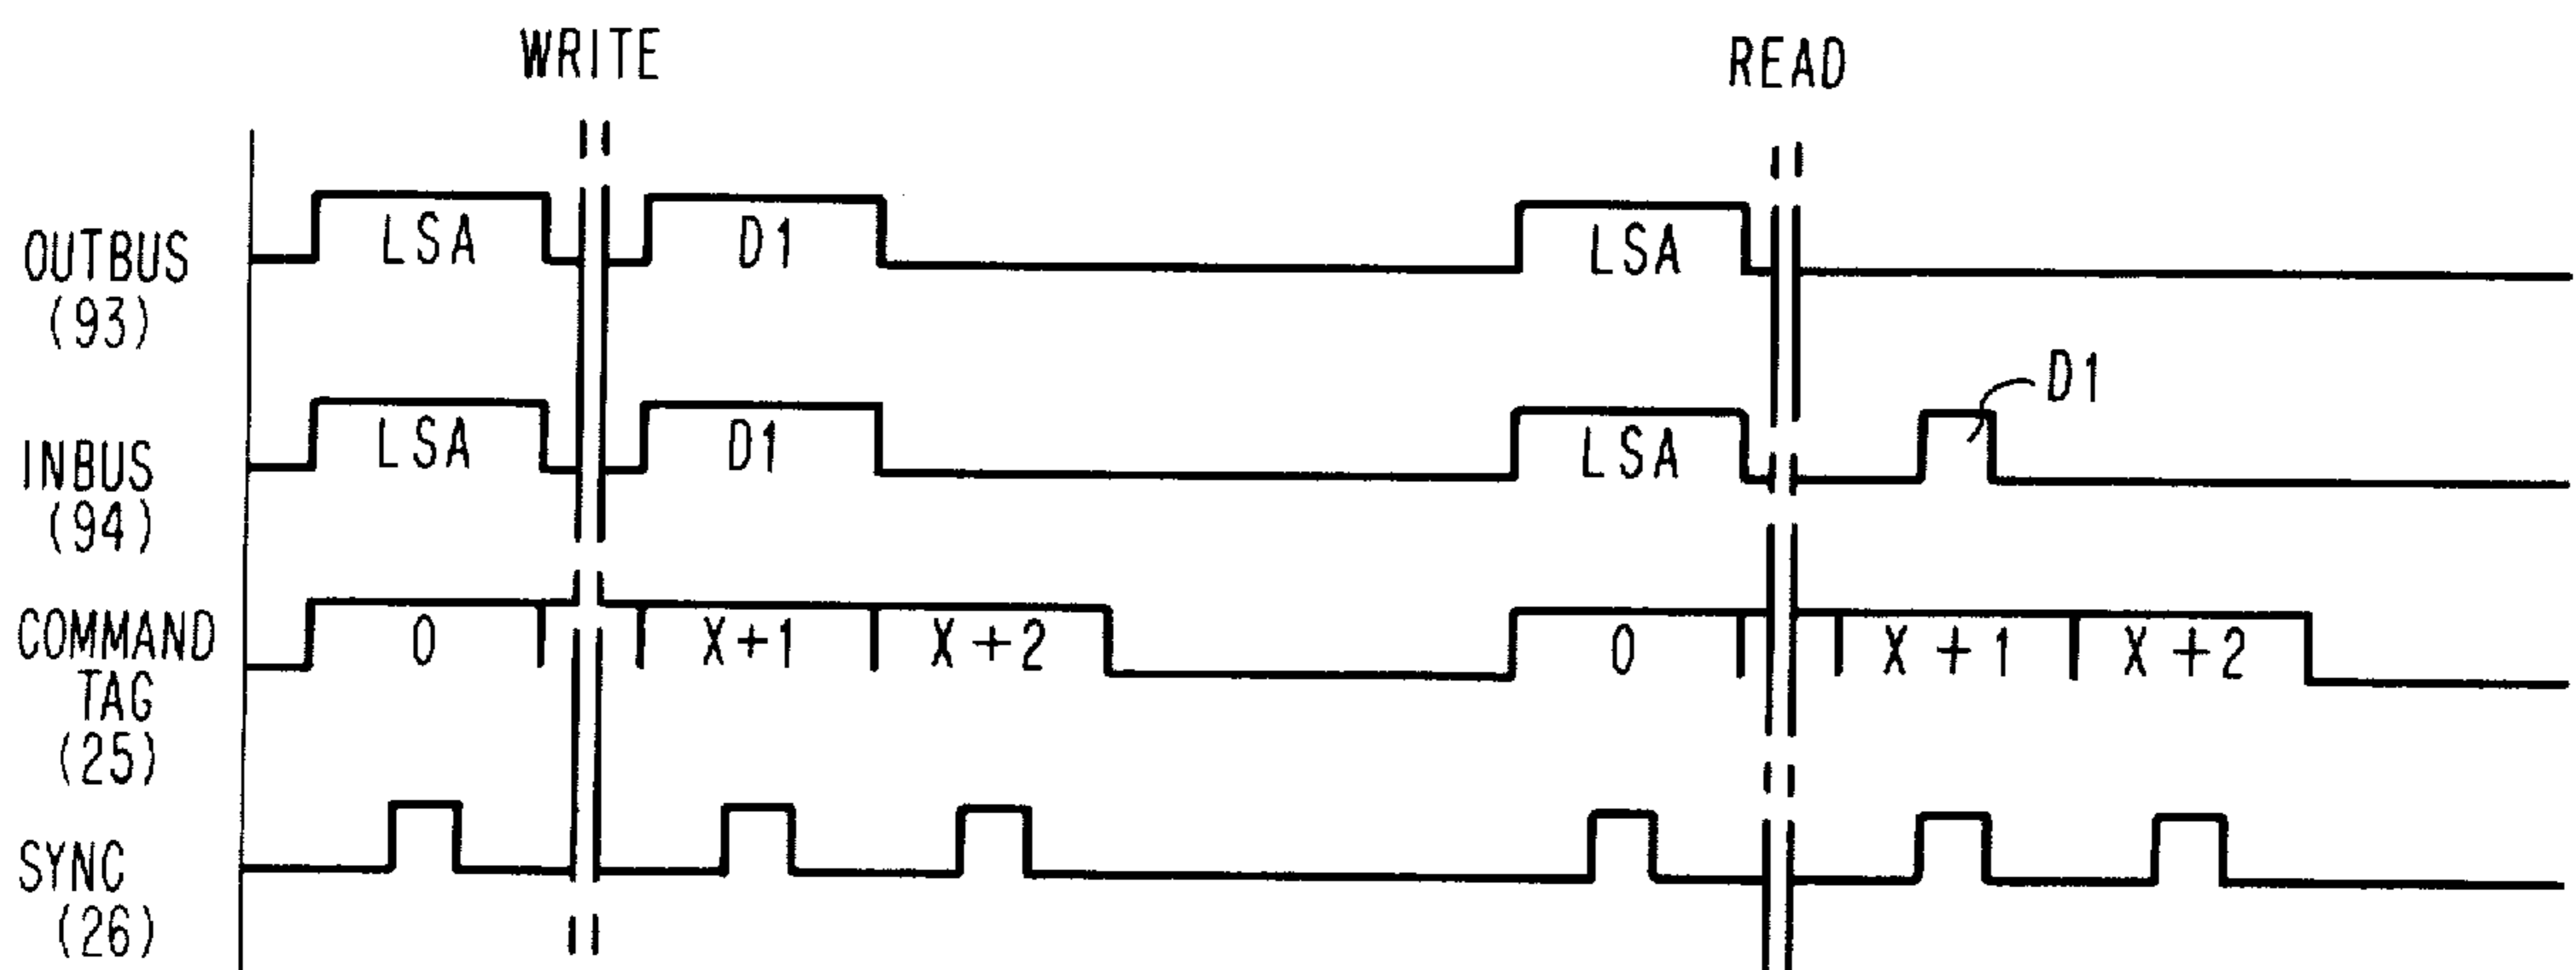 WRITE
READ
OUTBUS
(93)
LSA
D1
LSA
INBUS
(94)
LSA
D1
LSA
D1
COMMAND
TAG
(25)
0
X+1
X+2
0
X+1
X+2
SYNC
(26)